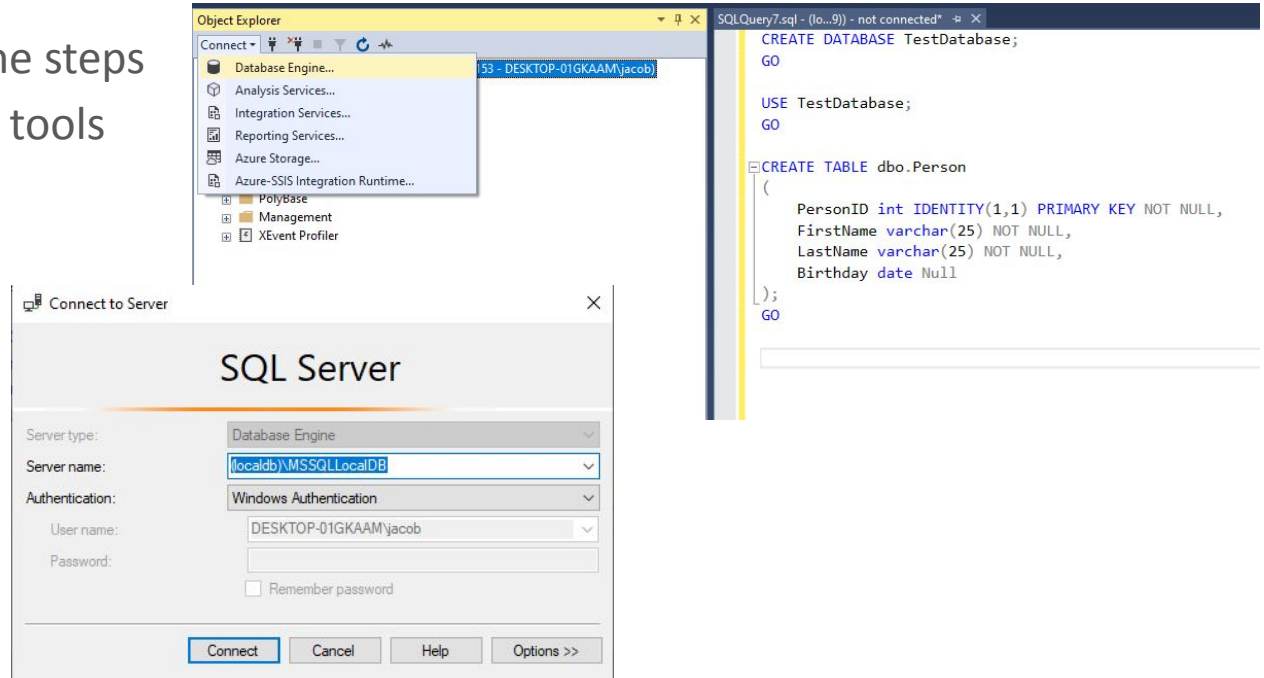 ne steps
tools
Object Explorer
Connect
Database Engine...
153 - DESKTOP-01GKAAM\jacob)
Analysis Services...
Integration Services...
Reporting Services...
Azure Storage...
Azure-SSIS Integration Runtime...
PolyBase
Management
XEvent Profiler
SQLQuery7.sql - (lo...9)) - not connected*
CREATE DATABASE TestDatabase;
GO
USE TestDatabase;
GO
CREATE TABLE dbo.Person
(
PersonID int IDENTITY(1,1) PRIMARY KEY NOT NULL,
FirstName varchar(25) NOT NULL,
LastName varchar(25) NOT NULL,
Birthday date Null
);
GO
Connect to Server
SQL Server
Server type: Database Engine
Server name: (localdb)\MSSQLLocalDB
Authentication: Windows Authentication
User name: DESKTOP-01GKAAM\jacob
Password:
Remember password
Connect Cancel Help Options >>